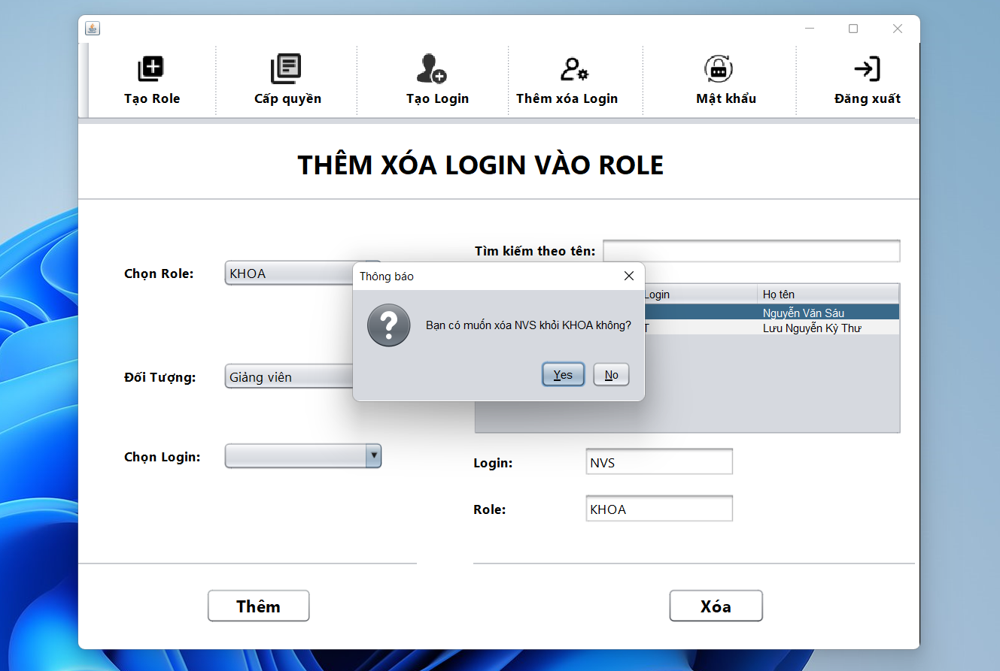 Tạo Role
Cấp quyền
Tạo Login
Thêm xóa Login
Mật khẩu
Đăng xuất
THÊM XÓA LOGIN VÀO ROLE
Chọn Role:
KHOA
Đối Tượng:
Giảng viên
Chọn Login:
Thêm
Tìm kiếm theo tên:
Login
Họ tên
Nguyễn Văn Sáu
T
Lưu Nguyễn Kỳ Thư
Thông báo
Bạn có muốn xóa NVS khỏi KHOA không?
Yes
No
Login:
NVS
Role:
KHOA
Xóa